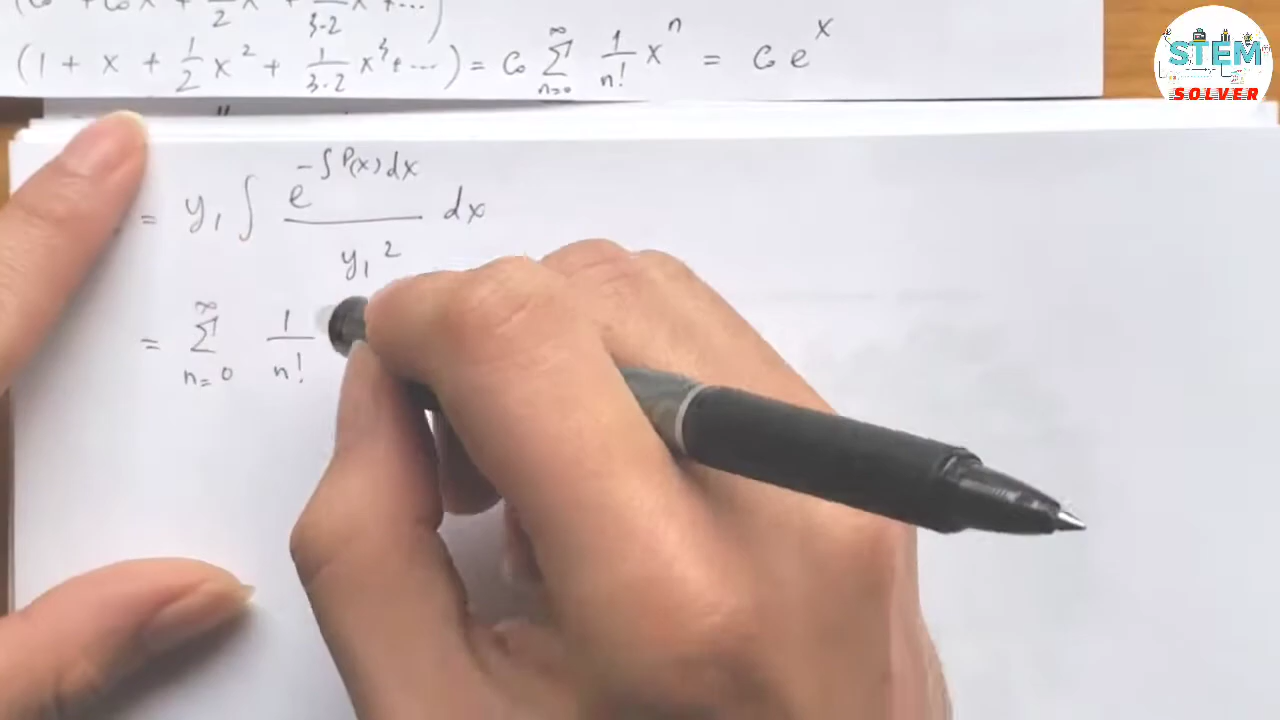 (1 + x + 1/2 x² + 1/3·2 x³ + ...) = C₀ ∞ Σ n=0 1/n! xⁿ = C₀ eˣ
= y₁ ∫ e^(-∫P(x)dx) / y₁² dx
= ∞ Σ n=0 1/n!
STEM
SOLVER